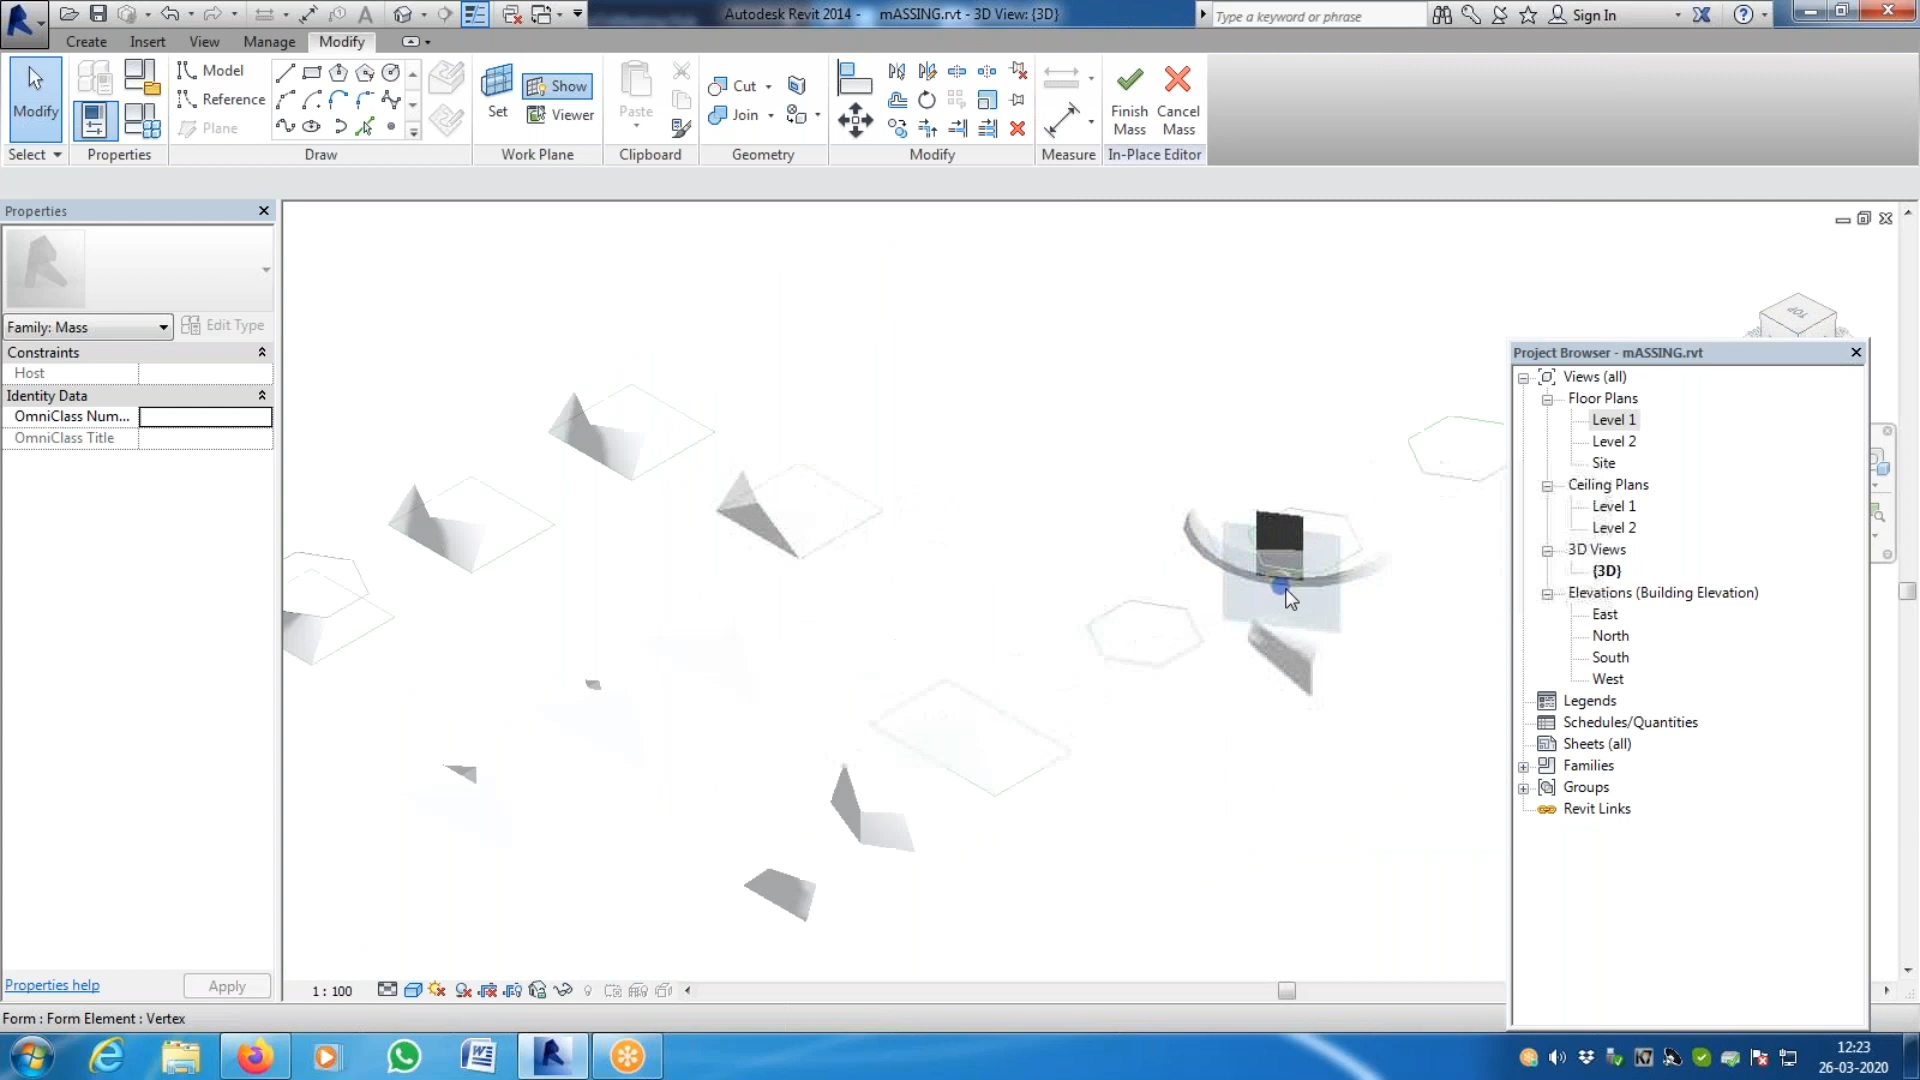 Autodesk Revit 2014 - mASSING.rvt - 3D View: {3D}
Type a keyword or phrase
Sign In
Create Insert View Manage Modify
Modify
Model
Reference
Plane
Set
Show
Viewer
Paste
Cut
Join
Finish Mass
Cancel Mass
Select Properties Draw Work Plane Clipboard Geometry Modify Measure In-Place Editor
Properties
Family: Mass
Edit Type
Constraints
Host
Identity Data
OmniClass Num...
OmniClass Title
Properties help
Apply
TOP
Project Browser - mASSING.rvt
Views (all)
Floor Plans
Level 1
Level 2
Site
Ceiling Plans
Level 1
Level 2
3D Views
{3D}
Elevations (Building Elevation)
East
North
South
West
Legends
Schedules/Quantities
Sheets (all)
Families
Groups
Revit Links
1 : 100
Form : Form Element : Vertex
12:23
26-03-2020